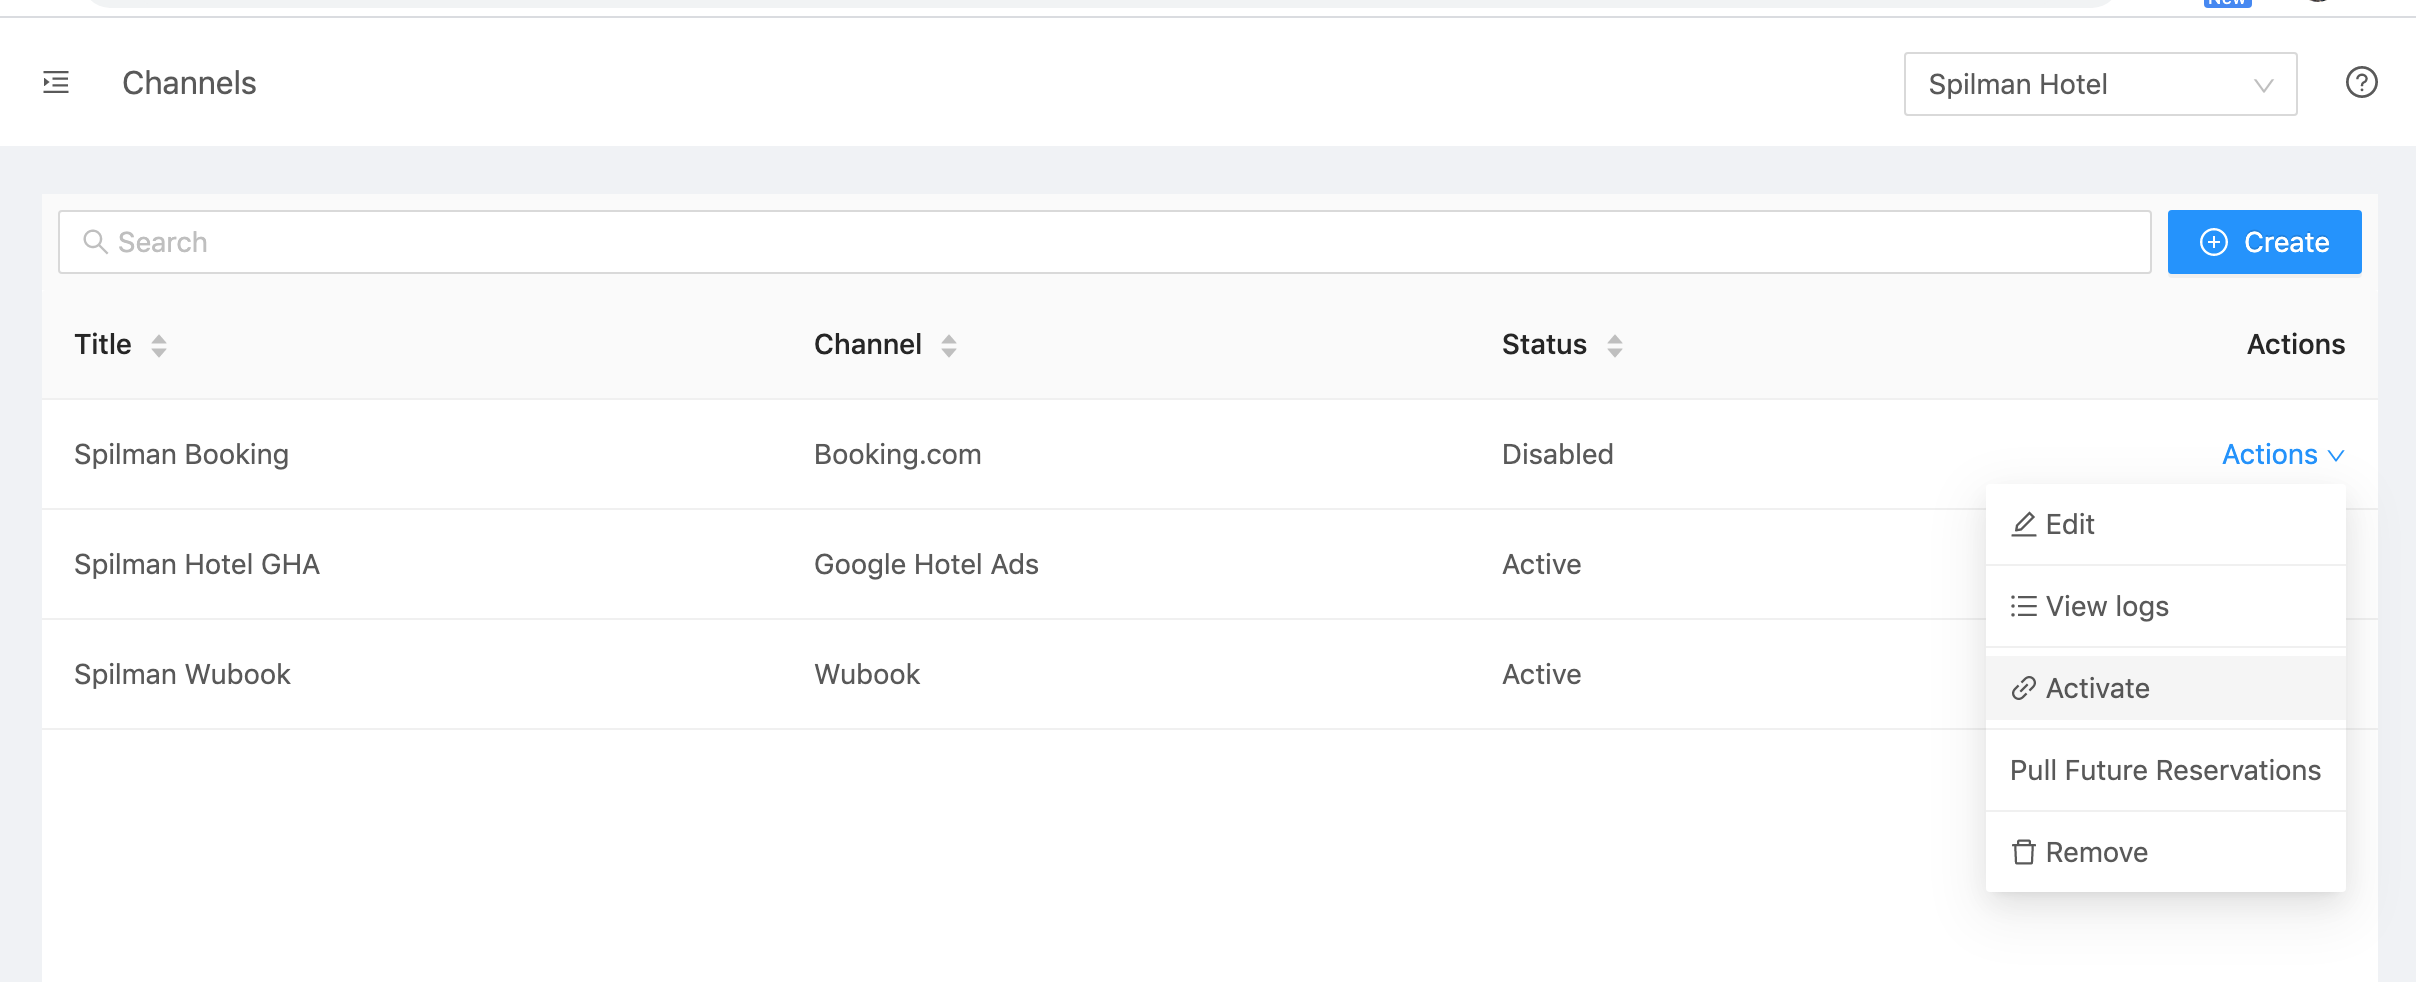 New
Channels
Spilman Hotel
Search
Create
Title Channel Status Actions
Spilman Booking Booking.com Disabled Actions
Edit
Spilman Hotel GHA Google Hotel Ads Active
View logs
Spilman Wubook Wubook Active
Activate
Pull Future Reservations
Remove